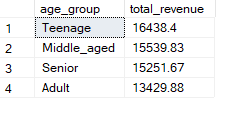 age_group total_revenue
1 Teenage 16438.4
2 Middle_aged 15539.83
3 Senior 15251.67
4 Adult 13429.88